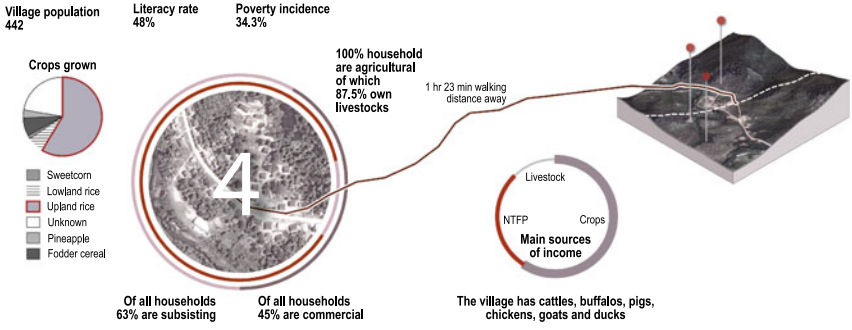 Village population
442
Literacy rate
48%
Poverty incidence
34.3%
Crops grown
Sweetcorn
Lowland rice
Upland rice
Unknown
Pineapple
Fodder cereal
100% household
are agricultural
of which
87.5% own
livestocks
4
1 hr 23 min walking
distance away
Livestock
NTFP
Crops
Main sources
of income
Of all households
63% are subsisting
Of all households
45% are commercial
The village has cattles, buffalos, pigs,
chickens, goats and ducks